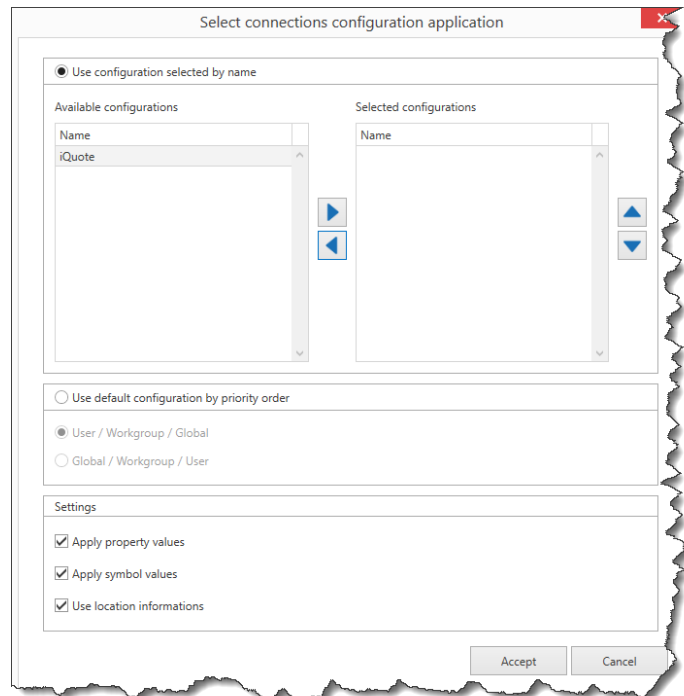 Select connections configuration application
Use configuration selected by name
Available configurations
Selected configurations
Name
Name
iQuote
Use default configuration by priority order
User / Workgroup / Global
Global / Workgroup / User
Settings
Apply property values
Apply symbol values
Use location informations
Accept
Cancel